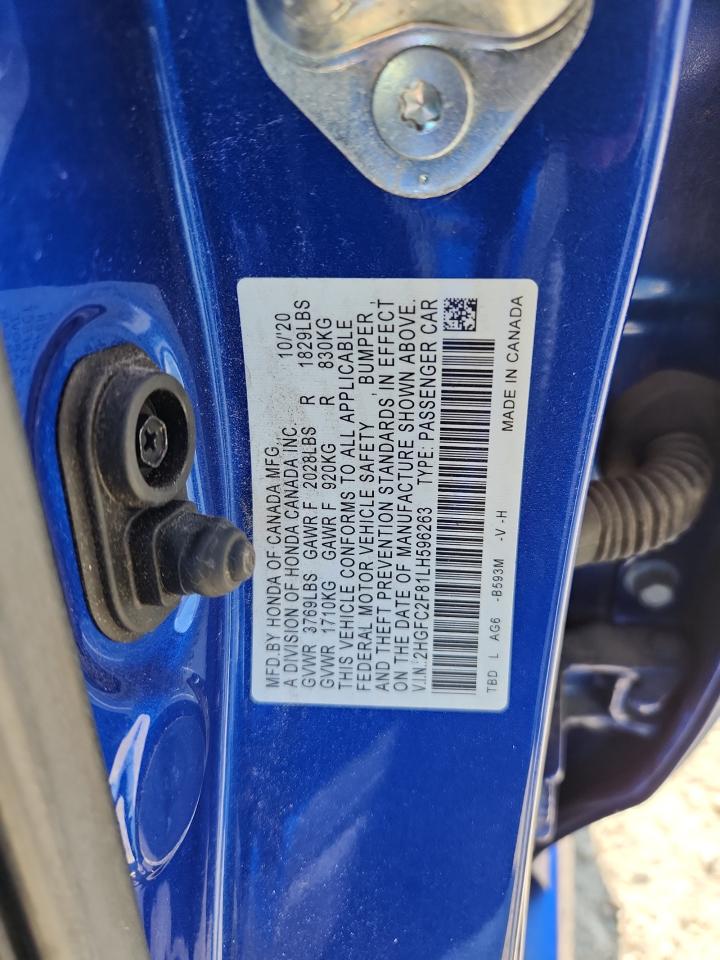 MFD.BY HONDA OF CANADA MFG., 10/'20
A DIVISION OF HONDA CANADA INC.
GVWR 3769LBS GAWR F 2028LBS R 1829LBS
GVWR 1710KG GAWR F 920KG R 830KG
THIS VEHICLE CONFORMS TO ALL APPLICABLE
FEDERAL MOTOR VEHICLE SAFETY , BUMPER ,
AND THEFT PREVENTION STANDARDS IN EFFECT
ON THE DATE OF MANUFACTURE SHOWN ABOVE.
V.I.N.:2HGFC2F81LH596263 TYPE: PASSENGER CAR
TBD L AG6 -B593M -V -H MADE IN CANADA